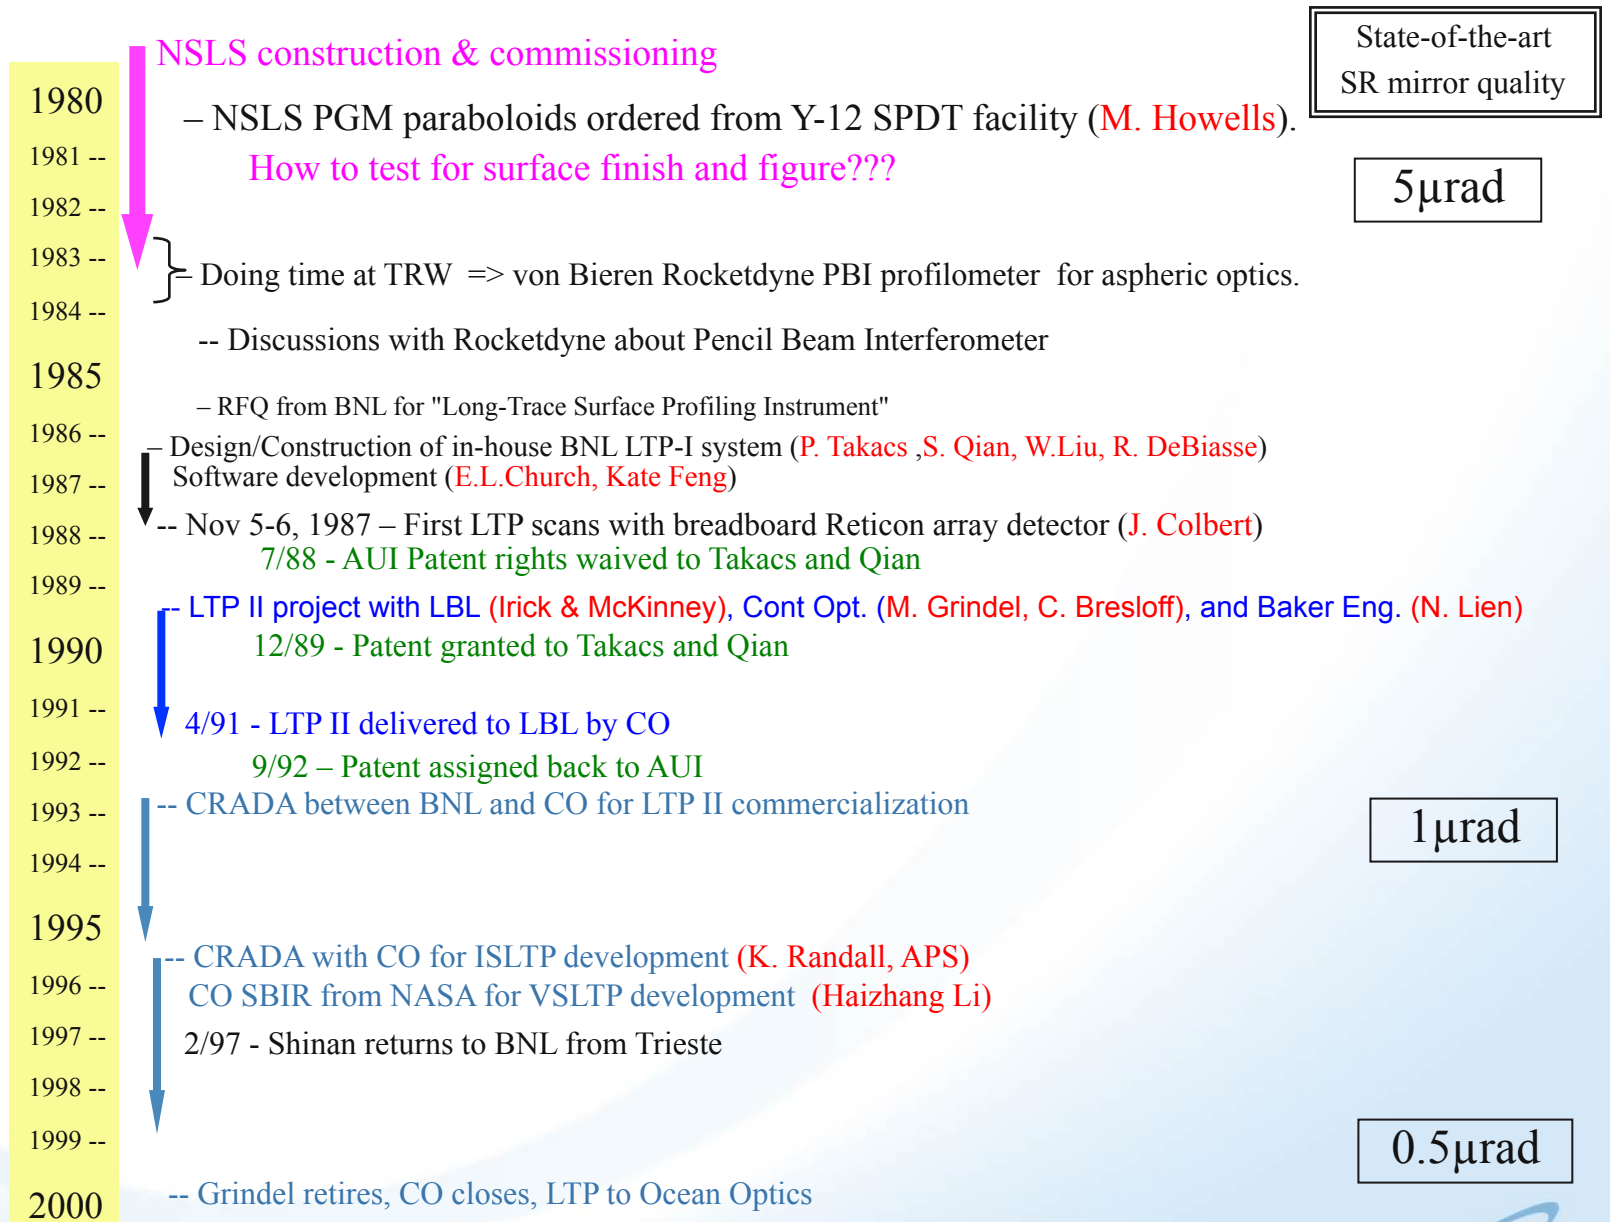 NSLS construction & commissioning
State-of-the-art
SR mirror quality
1980
– NSLS PGM paraboloids ordered from Y-12 SPDT facility (M. Howells).
1981 --
How to test for surface finish and figure???
5µrad
1982 --
1983 --
– Doing time at TRW => von Bieren Rocketdyne PBI profilometer for aspheric optics.
1984 --
-- Discussions with Rocketdyne about Pencil Beam Interferometer
1985
– RFQ from BNL for "Long-Trace Surface Profiling Instrument"
1986 --
– Design/Construction of in-house BNL LTP-I system (P. Takacs ,S. Qian, W.Liu, R. DeBiasse)
1987 --
Software development (E.L.Church, Kate Feng)
1988 --
-- Nov 5-6, 1987 – First LTP scans with breadboard Reticon array detector (J. Colbert)
7/88 - AUI Patent rights waived to Takacs and Qian
1989 --
-- LTP II project with LBL (Irick & McKinney), Cont Opt. (M. Grindel, C. Bresloff), and Baker Eng. (N. Lien)
1990
12/89 - Patent granted to Takacs and Qian
1991 --
4/91 - LTP II delivered to LBL by CO
1992 --
9/92 – Patent assigned back to AUI
1993 --
-- CRADA between BNL and CO for LTP II commercialization
1µrad
1994 --
1995
-- CRADA with CO for ISLTP development (K. Randall, APS)
1996 --
CO SBIR from NASA for VSLTP development (Haizhang Li)
1997 --
2/97 - Shinan returns to BNL from Trieste
1998 --
1999 --
0.5µrad
2000
-- Grindel retires, CO closes, LTP to Ocean Optics